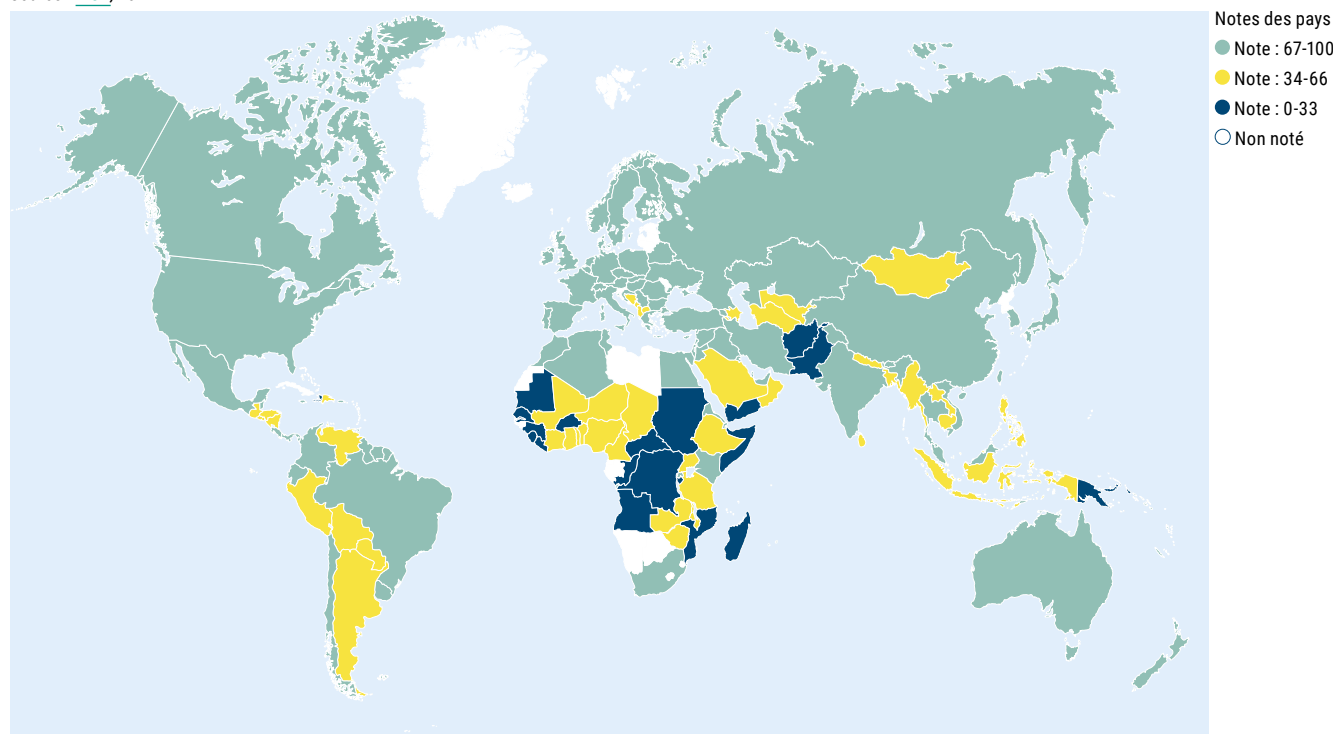 Notes des pays
Note : 67-100
Note : 34-66
Note : 0-33
Non noté